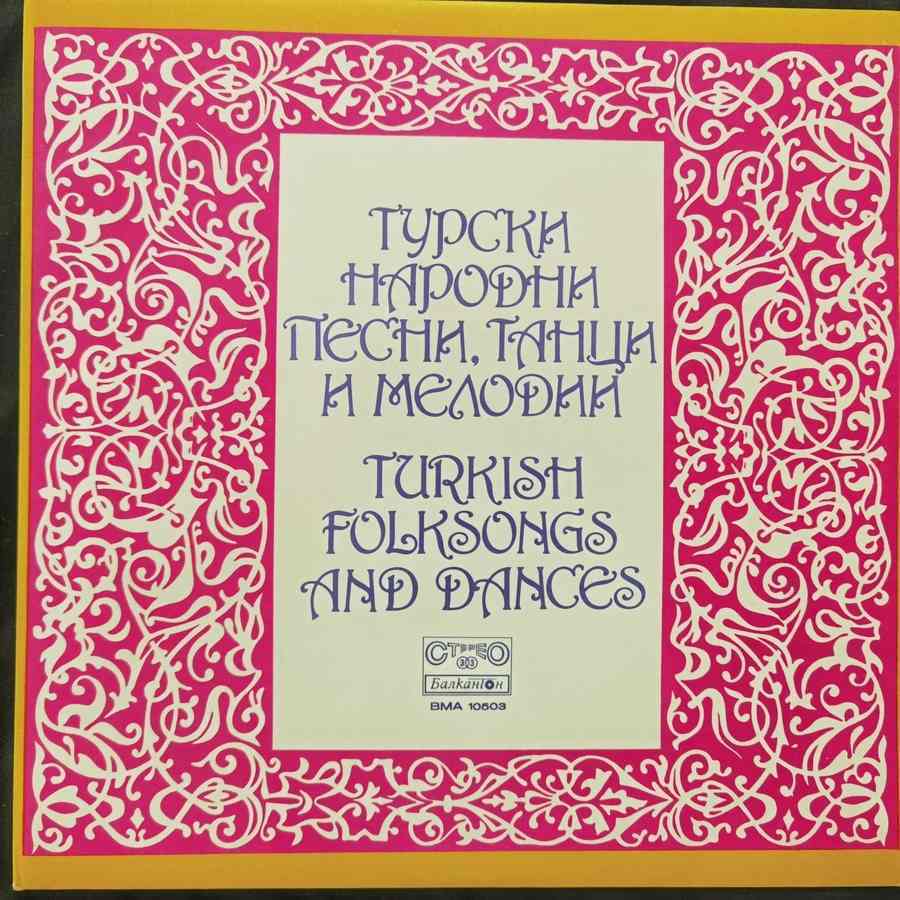 ТУРСКИ
НАРОДНИ
ПЕСНИ, ТАНЦИ
И МЕЛОДИИ
TURKISH
FOLKSONGS
AND DANCES
СТЕРЕО
33
Балкантон
ВМА 10503